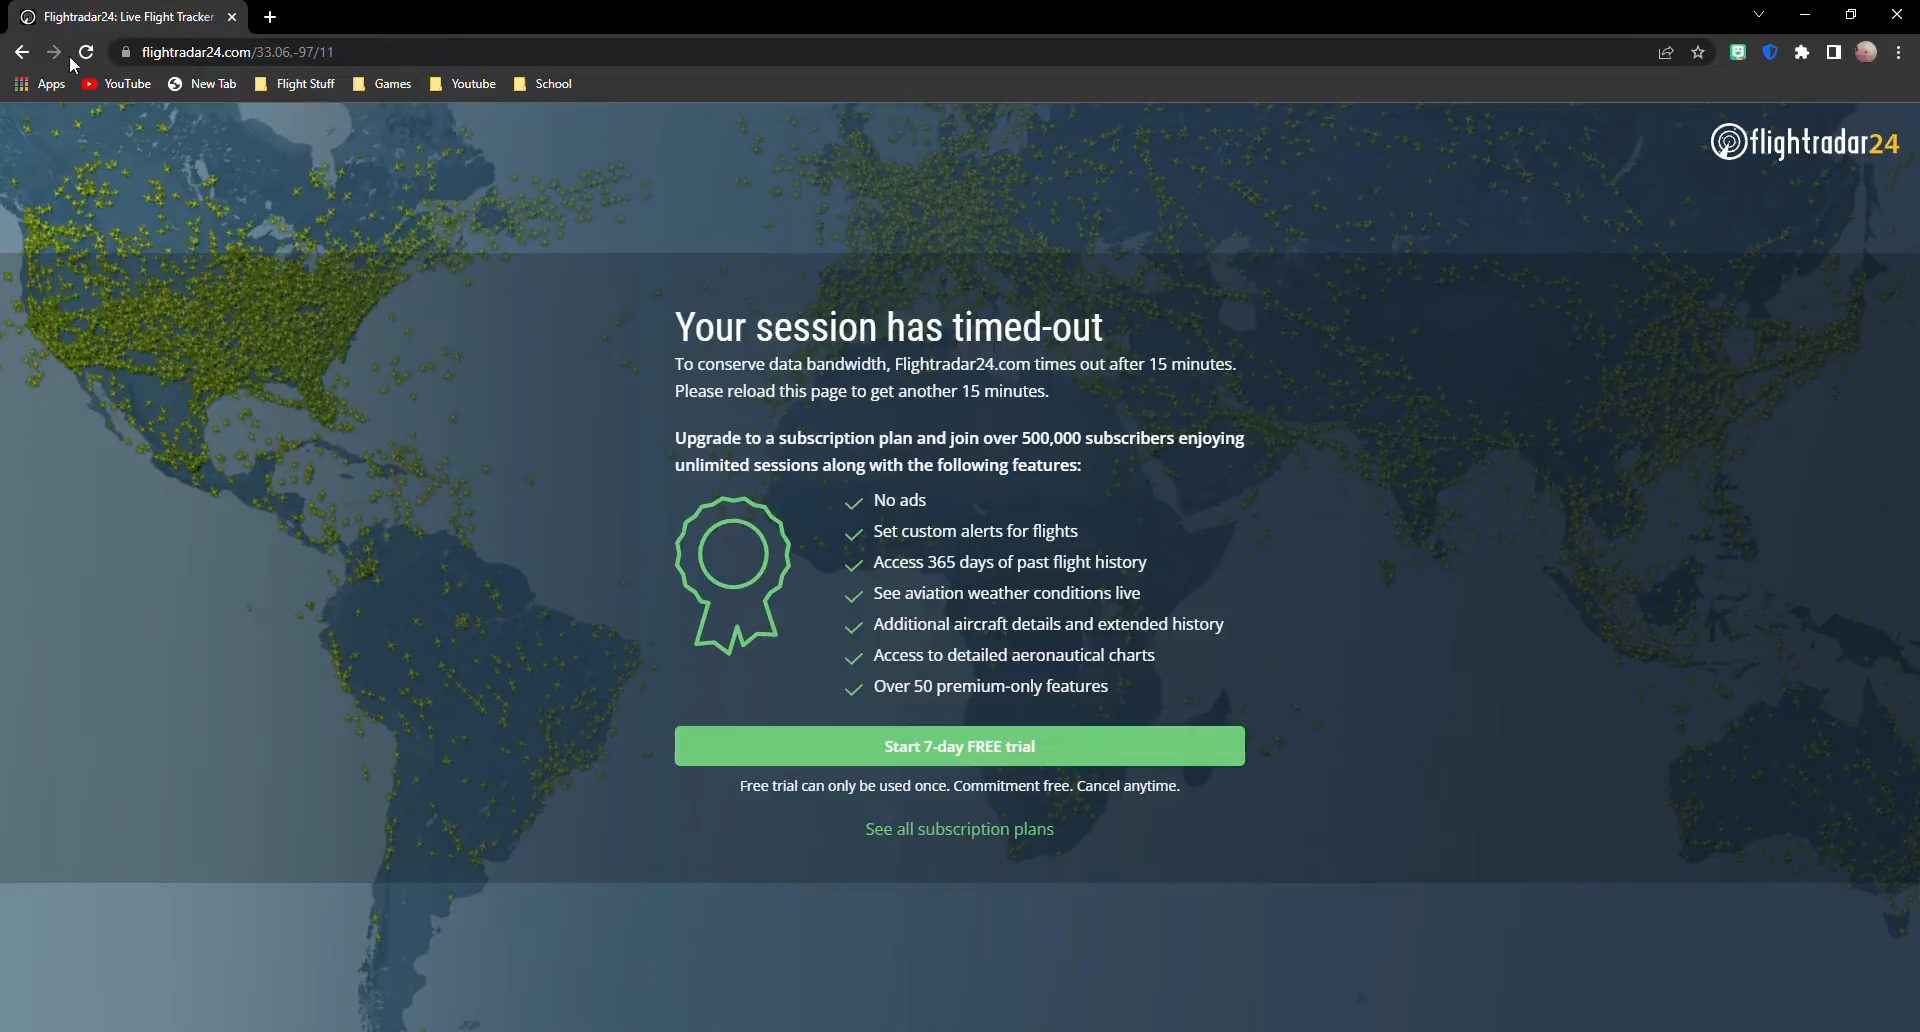 Flightradar24: Live Flight Tracker
flightradar24.com/33.06,-97/11
Apps YouTube New Tab Flight Stuff Games Youtube School
flightradar24
Your session has timed-out
To conserve data bandwidth, Flightradar24.com times out after 15 minutes.
Please reload this page to get another 15 minutes.
Upgrade to a subscription plan and join over 500,000 subscribers enjoying
unlimited sessions along with the following features:
No ads
Set custom alerts for flights
Access 365 days of past flight history
See aviation weather conditions live
Additional aircraft details and extended history
Access to detailed aeronautical charts
Over 50 premium-only features
Start 7-day FREE trial
Free trial can only be used once. Commitment free. Cancel anytime.
See all subscription plans